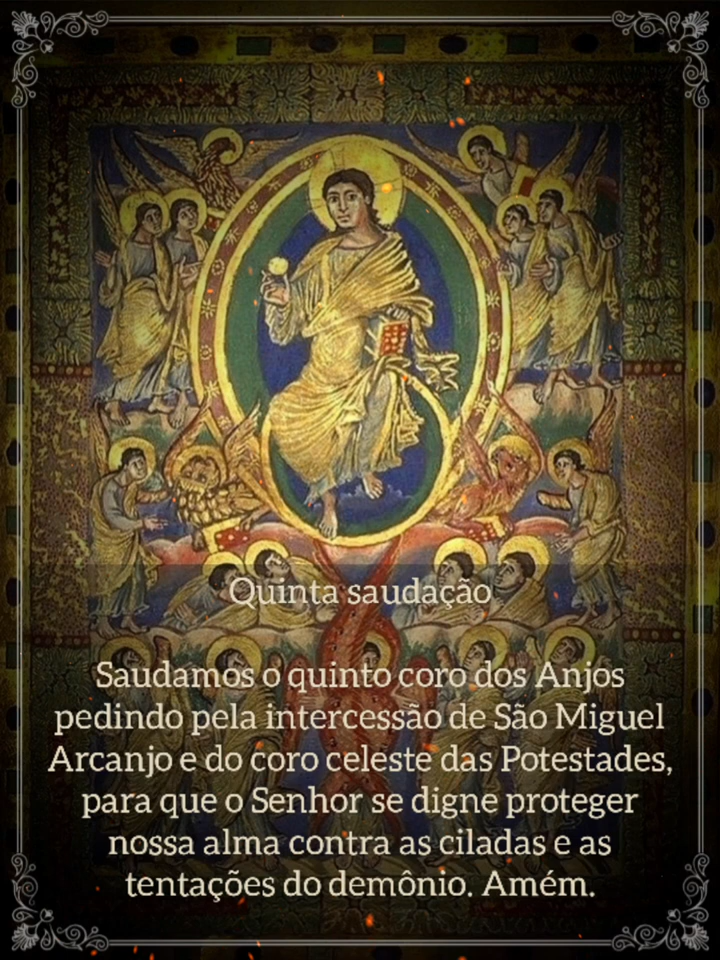 Quinta saudação
Saudamos o quinto coro dos Anjos
pedindo pela intercessão de São Miguel
Arcanjo e do coro celeste das Potestades,
para que o Senhor se digne proteger
nossa alma contra as ciladas e as
tentações do demônio. Amém.